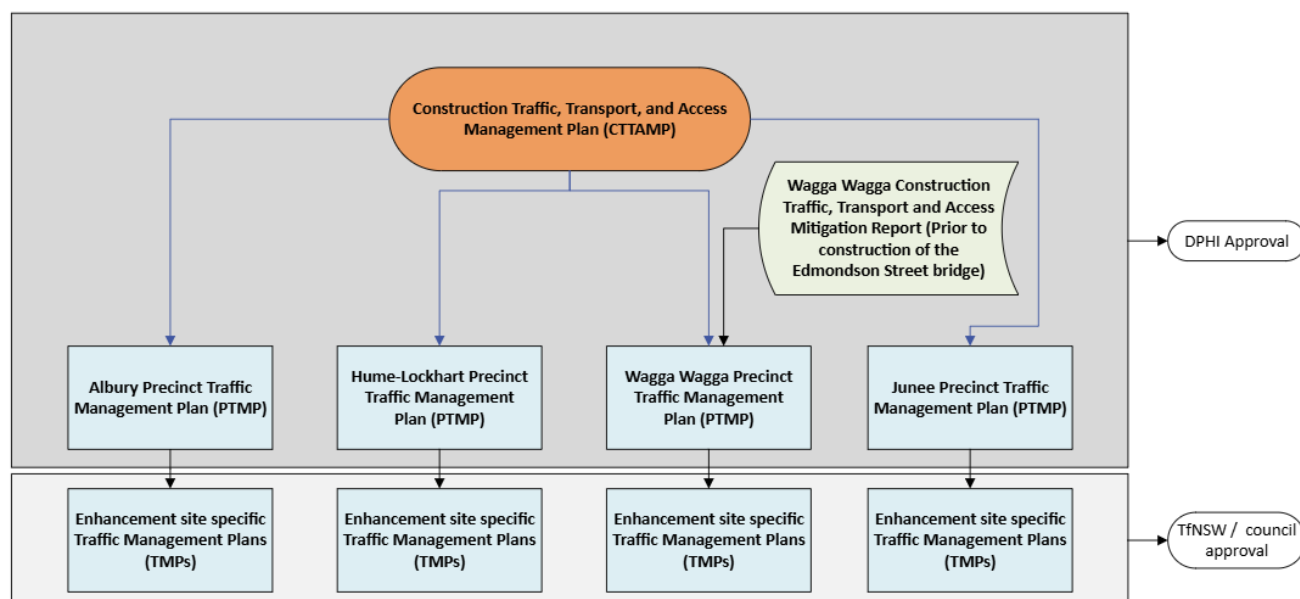 Construction Traffic, Transport, and Access
Management Plan (CTTAMP)
Wagga Wagga Construction
Traffic, Transport and Access
Mitigation Report (Prior to
construction of the
Edmondson Street bridge)
DPHI Approval
Albury Precinct Traffic
Management Plan (PTMP)
Hume-Lockhart Precinct
Traffic Management
Plan (PTMP)
Wagga Wagga Precinct
Traffic Management
Plan (PTMP)
Junee Precinct Traffic
Management Plan (PTMP)
Enhancement site specific
Traffic Management Plans
(TMPs)
Enhancement site specific
Traffic Management Plans
(TMPs)
Enhancement site specific
Traffic Management Plans
(TMPs)
Enhancement site specific
Traffic Management Plans
(TMPs)
TfNSW / council
approval